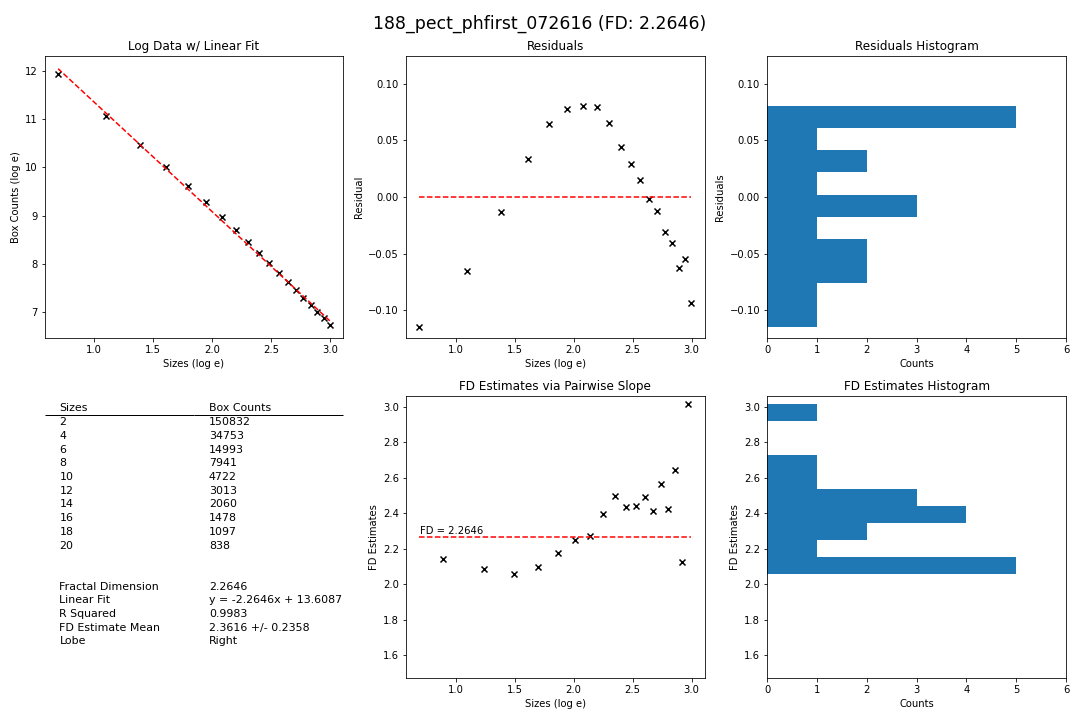 188_pect_phfirst_072616 (FD: 2.2646)
Log Data w/ Linear Fit
Box Counts (log e)
12
11
10
9
8
7
1.0 1.5 2.0 2.5 3.0
Sizes (log e)
Residuals
Residual
0.10
0.05
0.00
−0.05
−0.10
1.0 1.5 2.0 2.5 3.0
Sizes (log e)
Residuals Histogram
Residuals
0.10
0.05
0.00
−0.05
−0.10
0 1 2 3 4 5 6
Counts
Sizes Box Counts
2 150832
4 34753
6 14993
8 7941
10 4722
12 3013
14 2060
16 1478
18 1097
20 838
Fractal Dimension 2.2646
Linear Fit y = -2.2646x + 13.6087
R Squared 0.9983
FD Estimate Mean 2.3616 +/- 0.2358
Lobe Right
FD Estimates via Pairwise Slope
FD Estimates
3.0
2.8
2.6
2.4
2.2
2.0
1.8
1.6
FD = 2.2646
1.0 1.5 2.0 2.5 3.0
Sizes (log e)
FD Estimates Histogram
FD Estimates
3.0
2.8
2.6
2.4
2.2
2.0
1.8
1.6
0 1 2 3 4 5 6
Counts